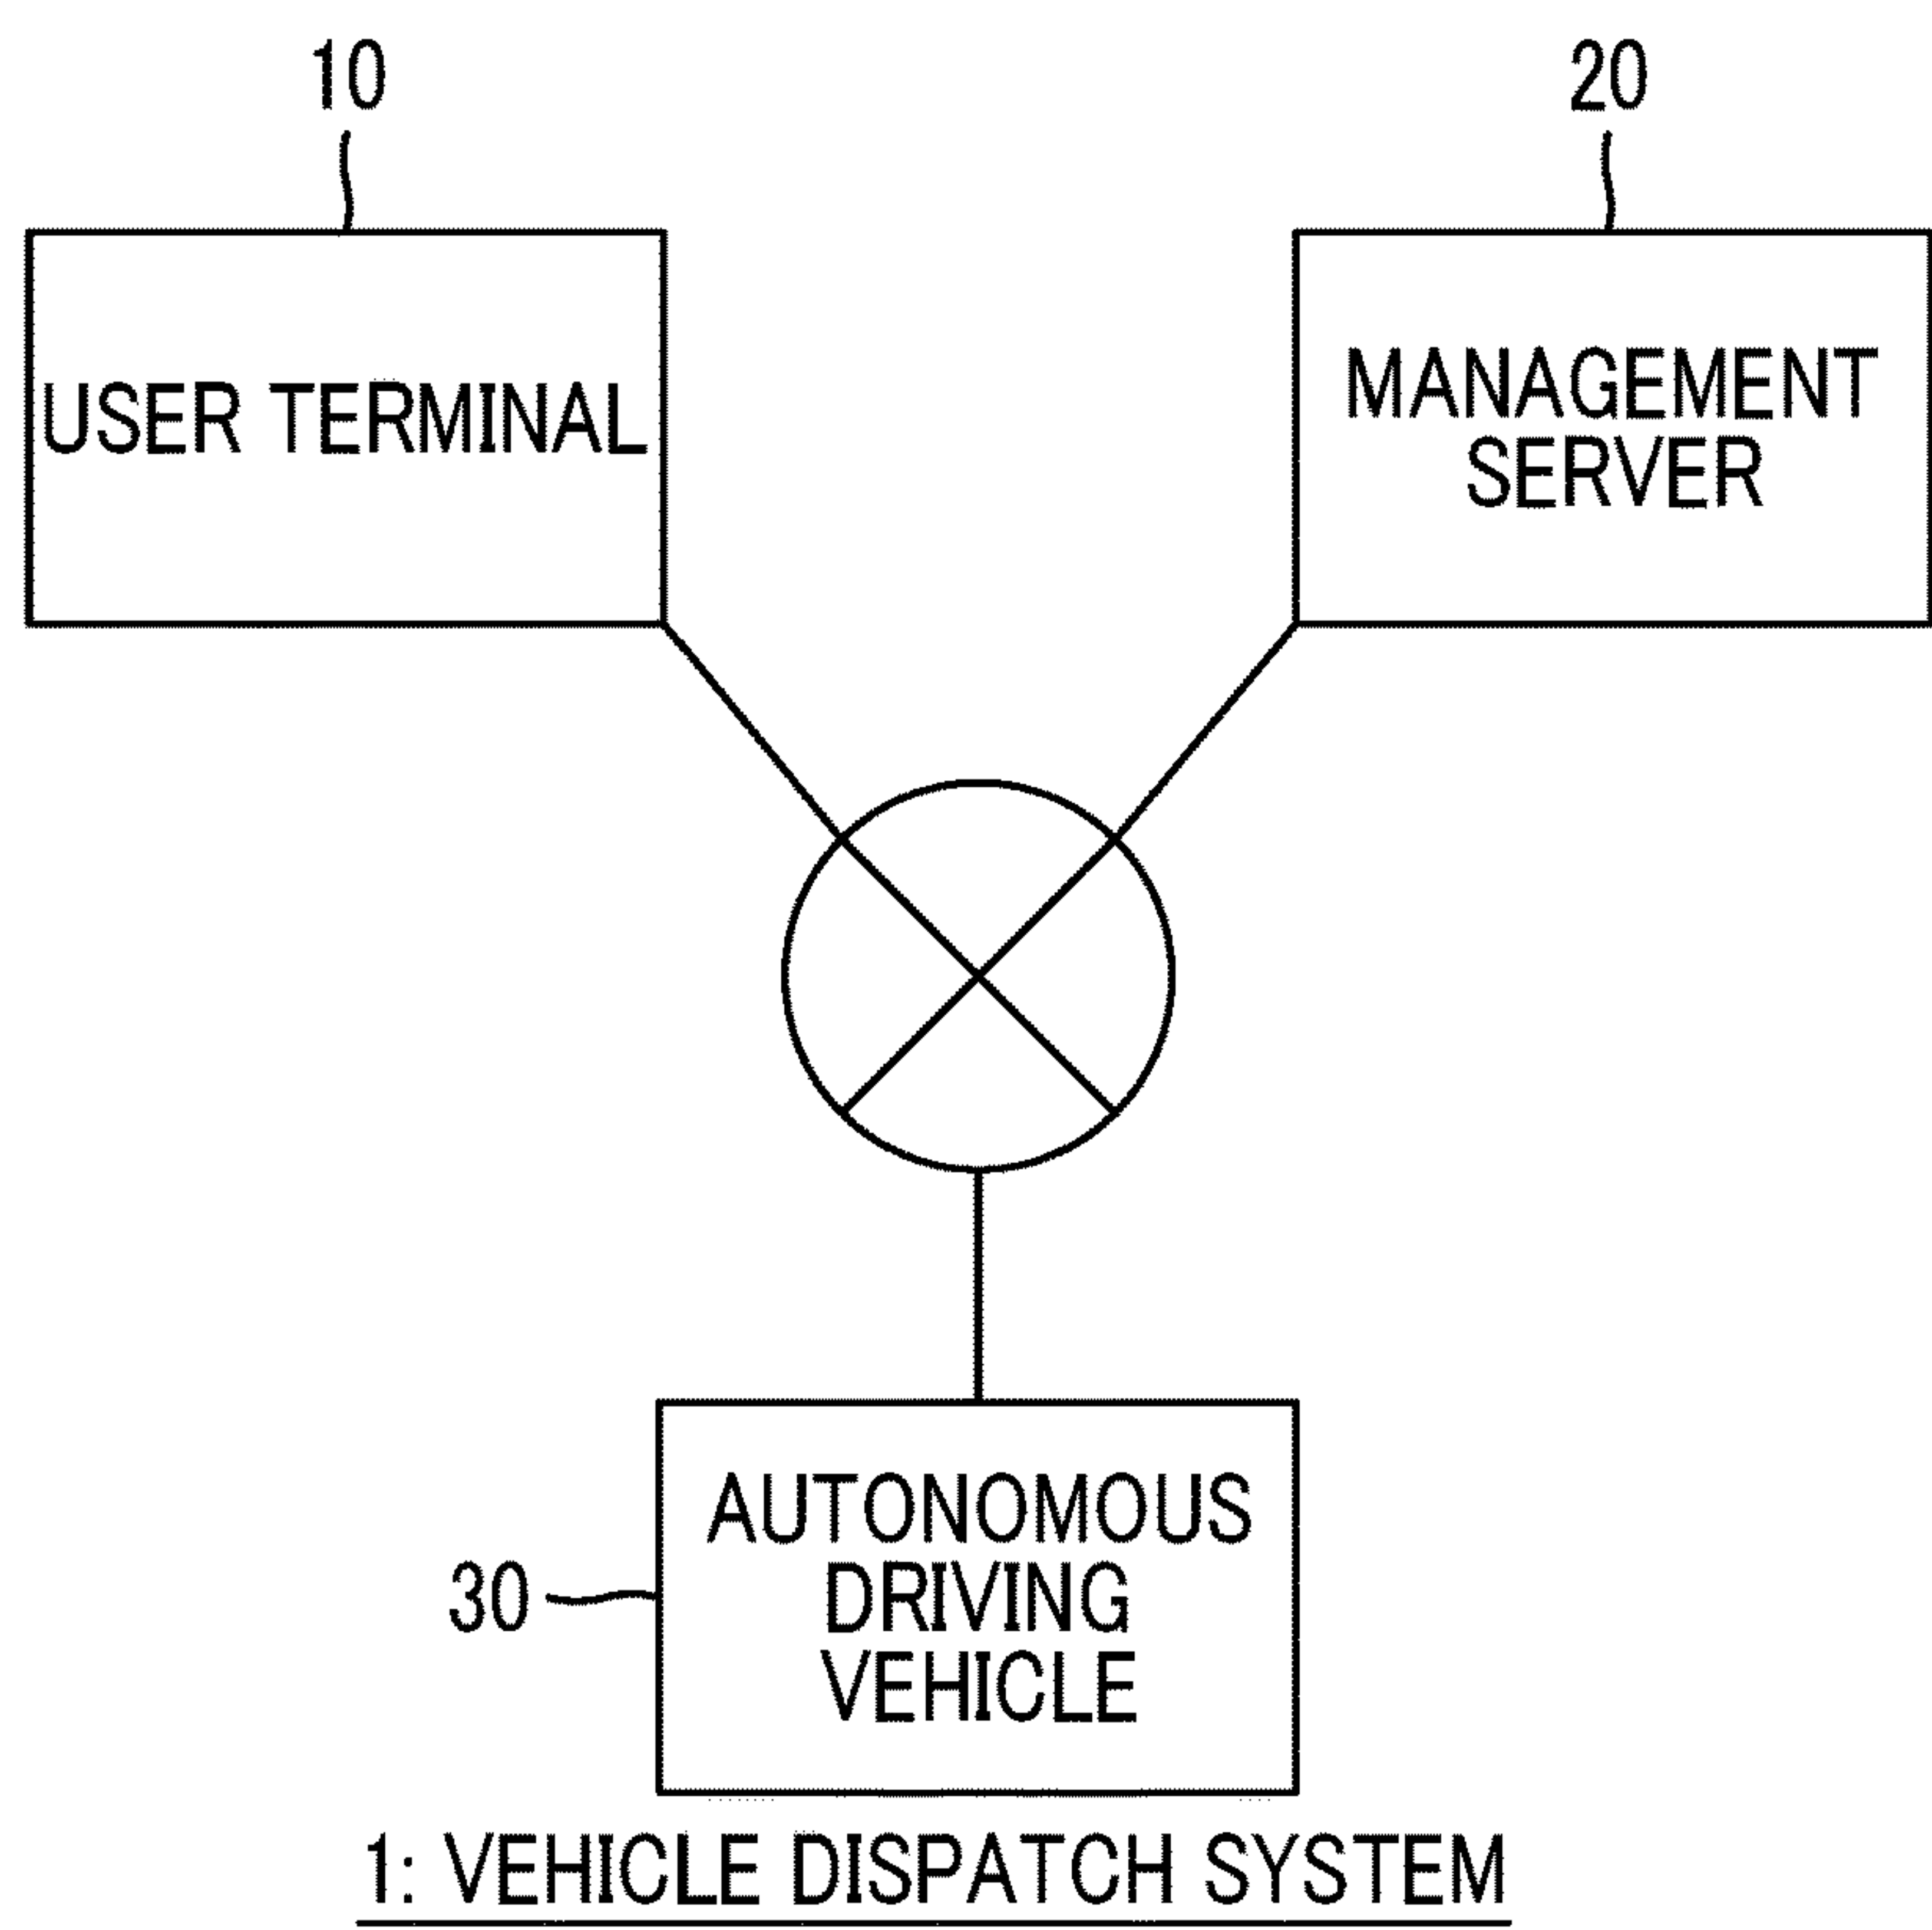 10
20
USER TERMINAL
MANAGEMENT
SERVER
AUTONOMOUS
DRIVING
VEHICLE
30
1: VEHICLE DISPATCH SYSTEM